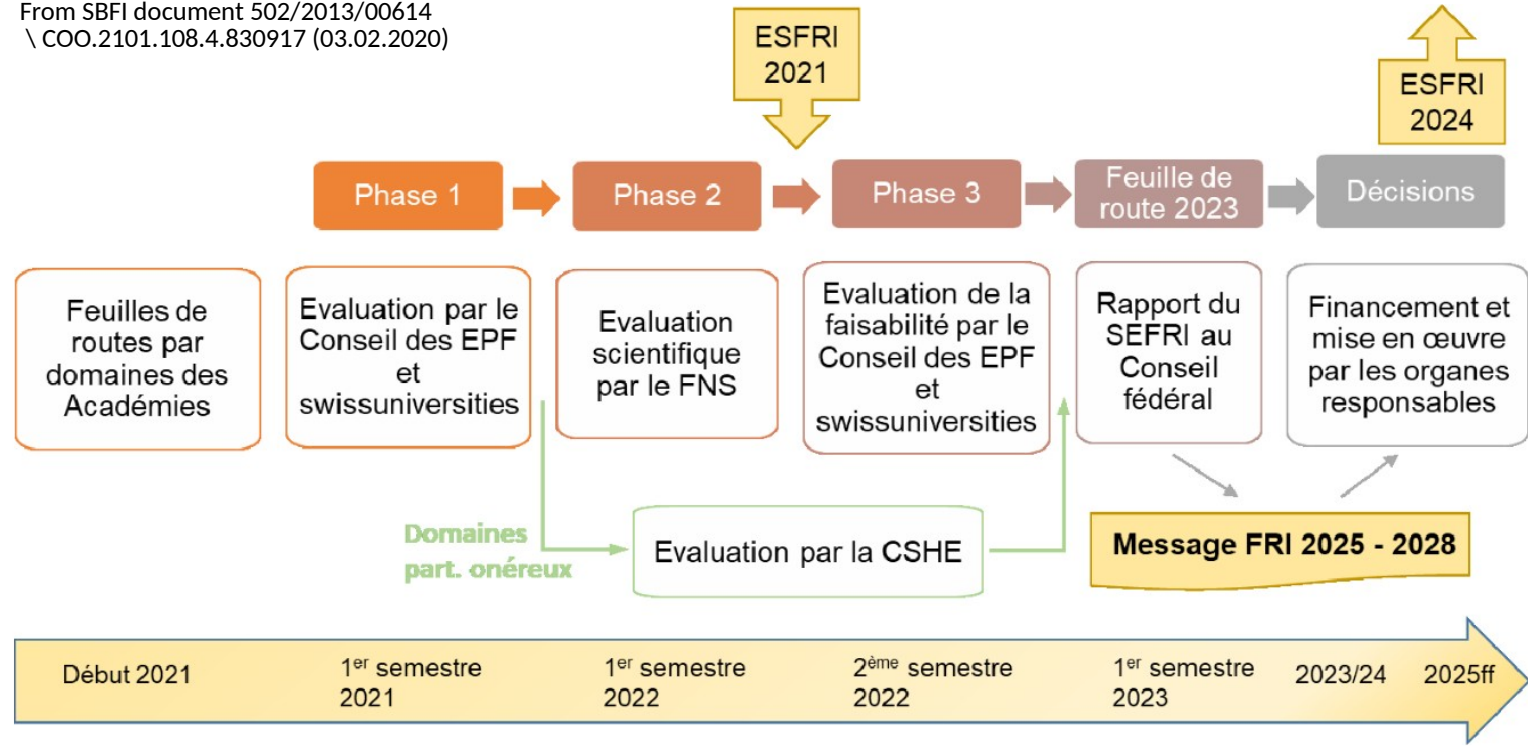 From SBFI document 502/2013/00614
\ COO.2101.108.4.830917 (03.02.2020)
ESFRI
2021
ESFRI
2024
Phase 1
Phase 2
Phase 3
Feuille de
route 2023
Décisions
Feuilles de
routes par
domaines des
Académies
Evaluation par le
Conseil des EPF
et
swissuniversities
Evaluation
scientifique
par le FNS
Evaluation de la
faisabilité par le
Conseil des EPF
et
swissuniversities
Rapport du
SEFRI au
Conseil
fédéral
Financement et
mise en œuvre
par les organes
responsables
Domaines
part. onéreux
Evaluation par la CSHE
Message FRI 2025 - 2028
Début 2021
1er semestre
2021
1er semestre
2022
2ème semestre
2022
1er semestre
2023
2023/24
2025ff